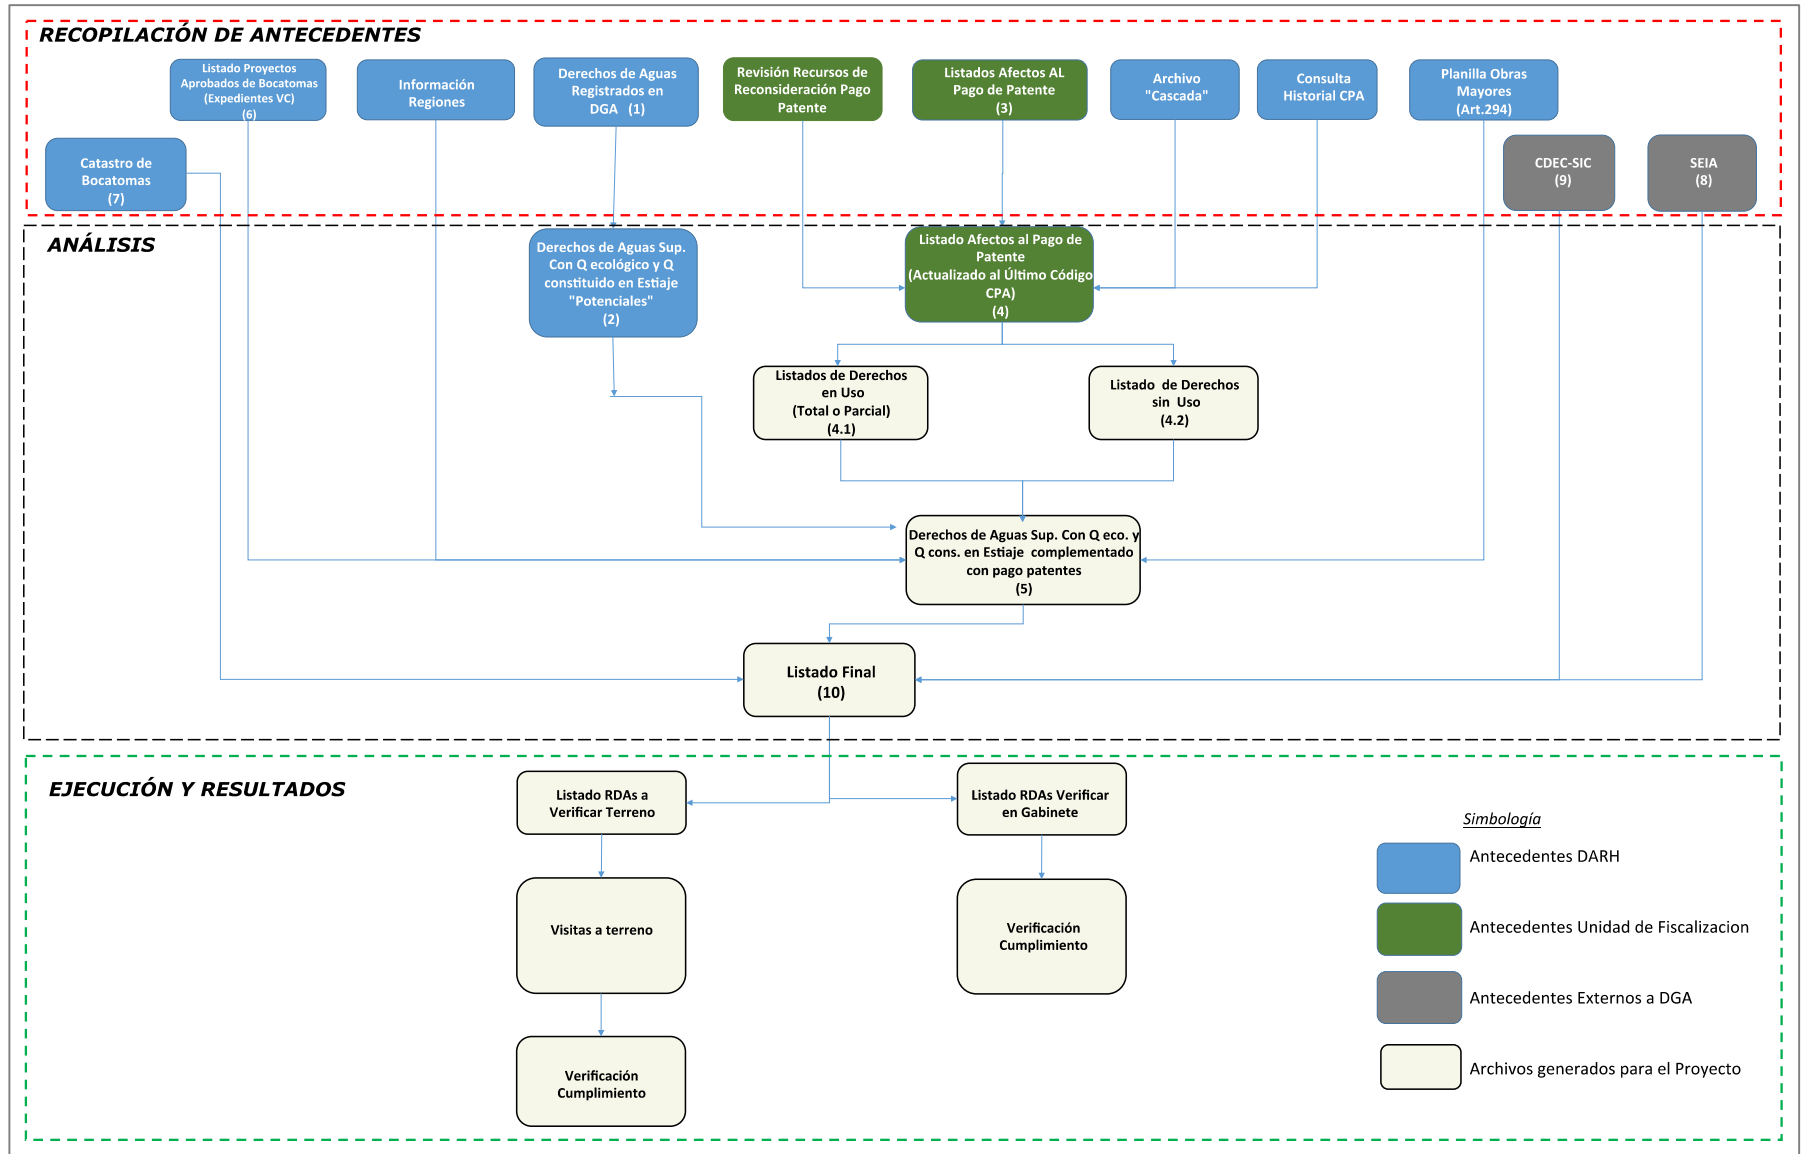 RECOPILACIÓN DE ANTECEDENTES
Listado Proyectos
Aprobados de Bocatomas
(Expedientes VC)
(6)
Información
Regiones
Derechos de Aguas
Registrados en
DGA (1)
Revisión Recursos de
Reconsideración Pago
Patente
Listados Afectos AL
Pago de Patente
(3)
Archivo
"Cascada"
Consulta
Historial CPA
Planilla Obras
Mayores
(Art.294)
Catastro de
Bocatomas
(7)
CDEC-SIC
(9)
SEIA
(8)
ANÁLISIS
Derechos de Aguas Sup.
Con Q ecológico y Q
constituido en Estiaje
"Potenciales"
(2)
Listado Afectos al Pago de
Patente
(Actualizado al Último Código
CPA)
(4)
Listados de Derechos
en Uso
(Total o Parcial)
(4.1)
Listado de Derechos
sin Uso
(4.2)
Derechos de Aguas Sup. Con Q eco. y
Q cons. en Estiaje complementado
con pago patentes
(5)
Listado Final
(10)
EJECUCIÓN Y RESULTADOS
Listado RDAs a
Verificar Terreno
Listado RDAs Verificar
en Gabinete
Visitas a terreno
Verificación
Cumplimiento
Verificación
Cumplimiento
Simbología
Antecedentes DARH
Antecedentes Unidad de Fiscalizacion
Antecedentes Externos a DGA
Archivos generados para el Proyecto